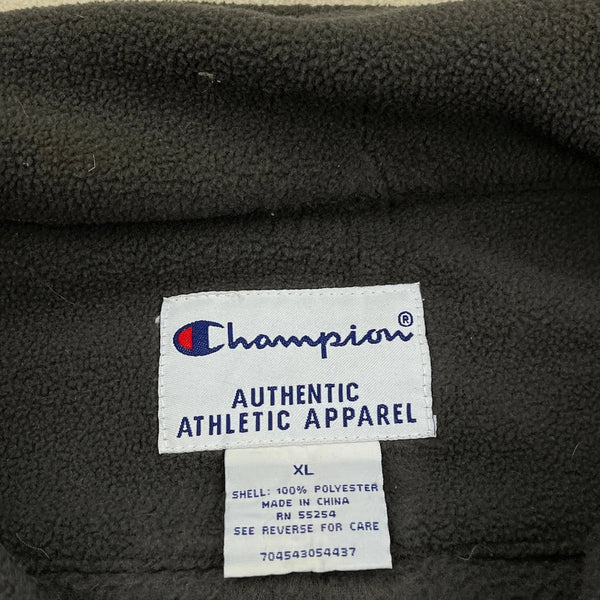 Champion®
AUTHENTIC
ATHLETIC APPAREL
XL
SHELL: 100% POLYESTER
MADE IN CHINA
RN 55254
SEE REVERSE FOR CARE
704543054437